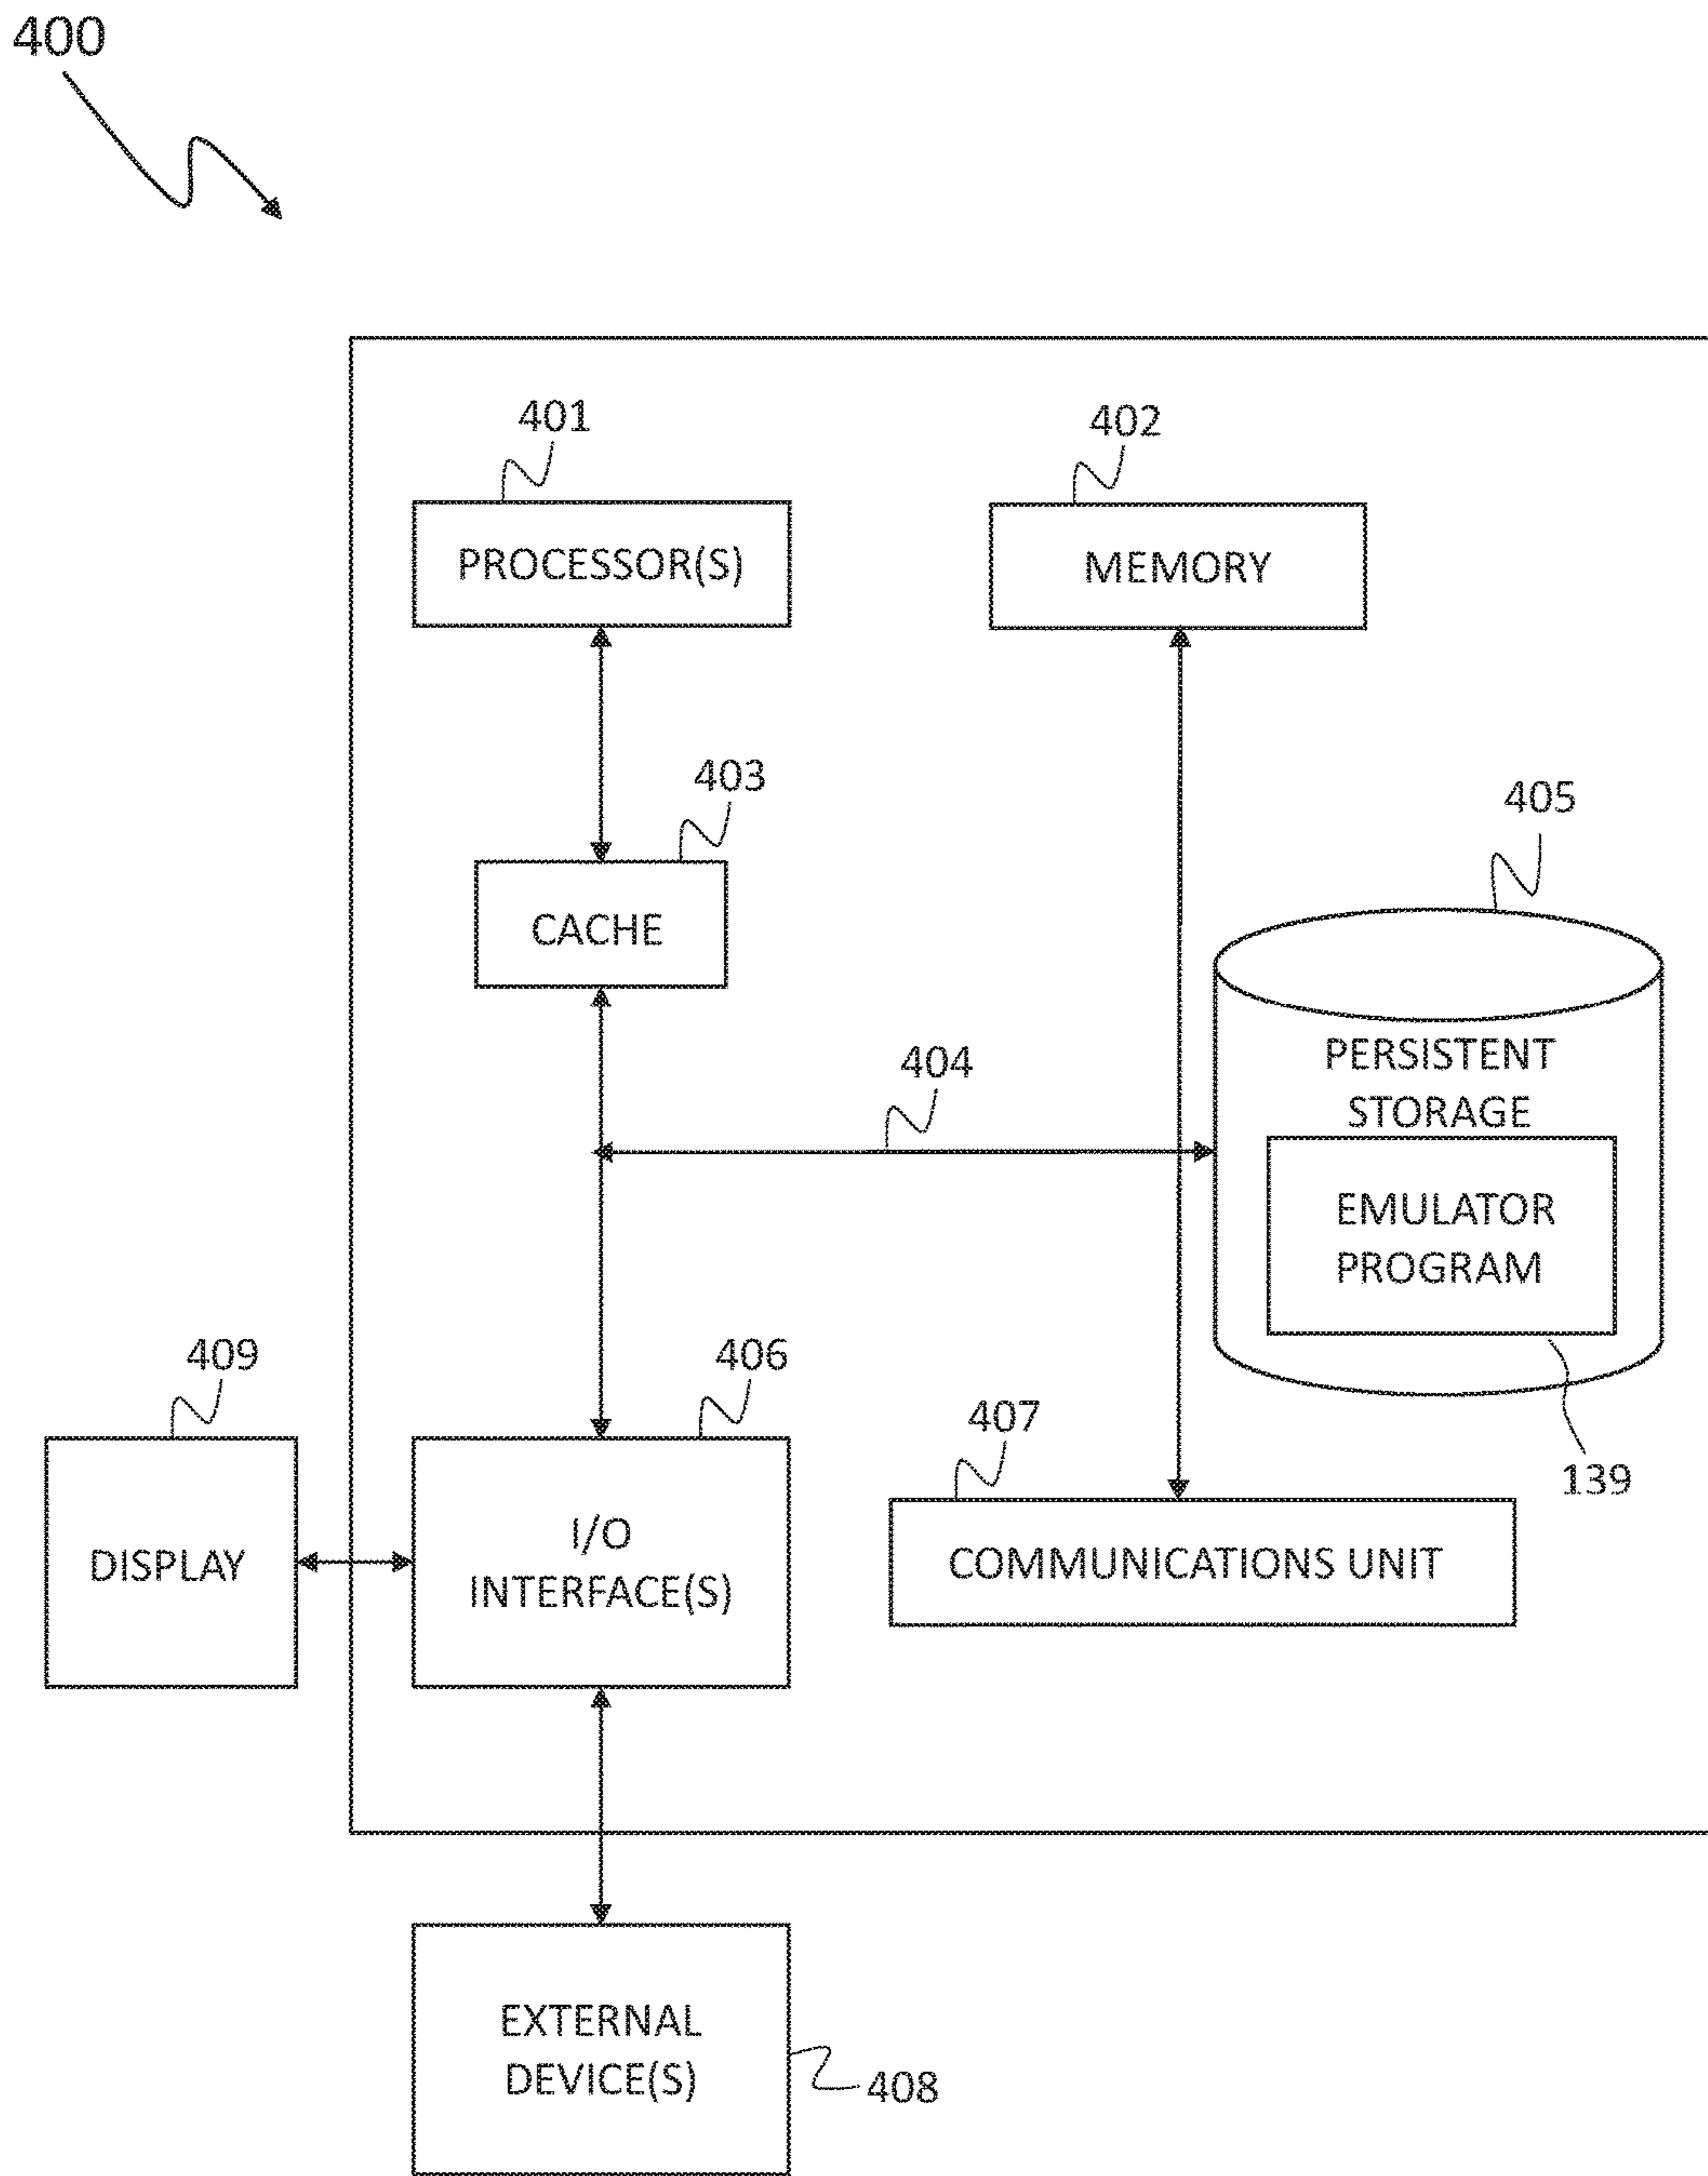 400
401
402
PROCESSOR(S)
MEMORY
403
405
CACHE
404
PERSISTENT
STORAGE
EMULATOR
PROGRAM
409
406
407
139
DISPLAY
I/O
INTERFACE(S)
COMMUNICATIONS UNIT
EXTERNAL
DEVICE(S)
408